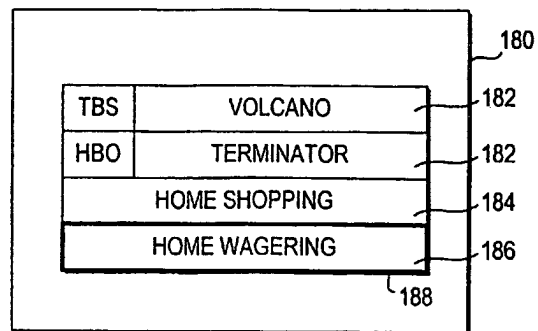 180
TBS VOLCANO 182
HBO TERMINATOR 182
HOME SHOPPING 184
HOME WAGERING 186
188